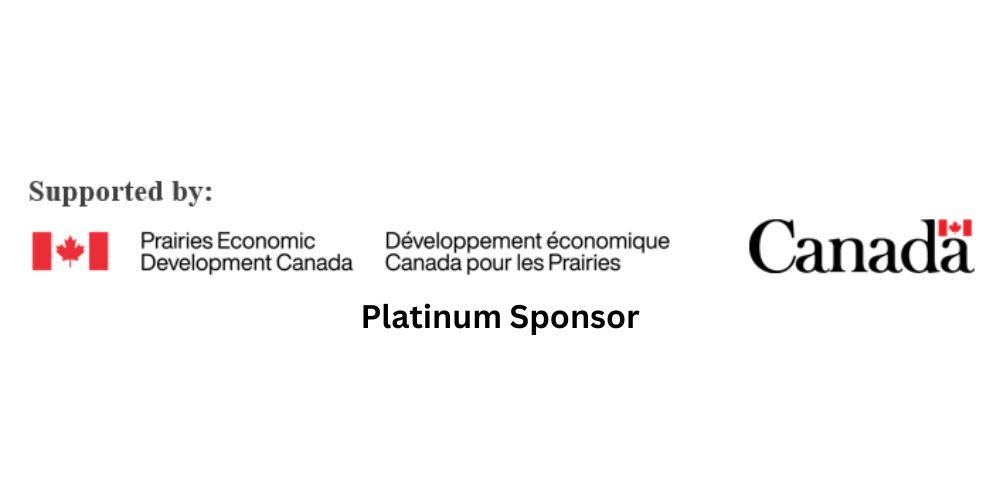 Supported by:
Prairies Economic
Development Canada
Développement économique
Canada pour les Prairies
Canada
Platinum Sponsor